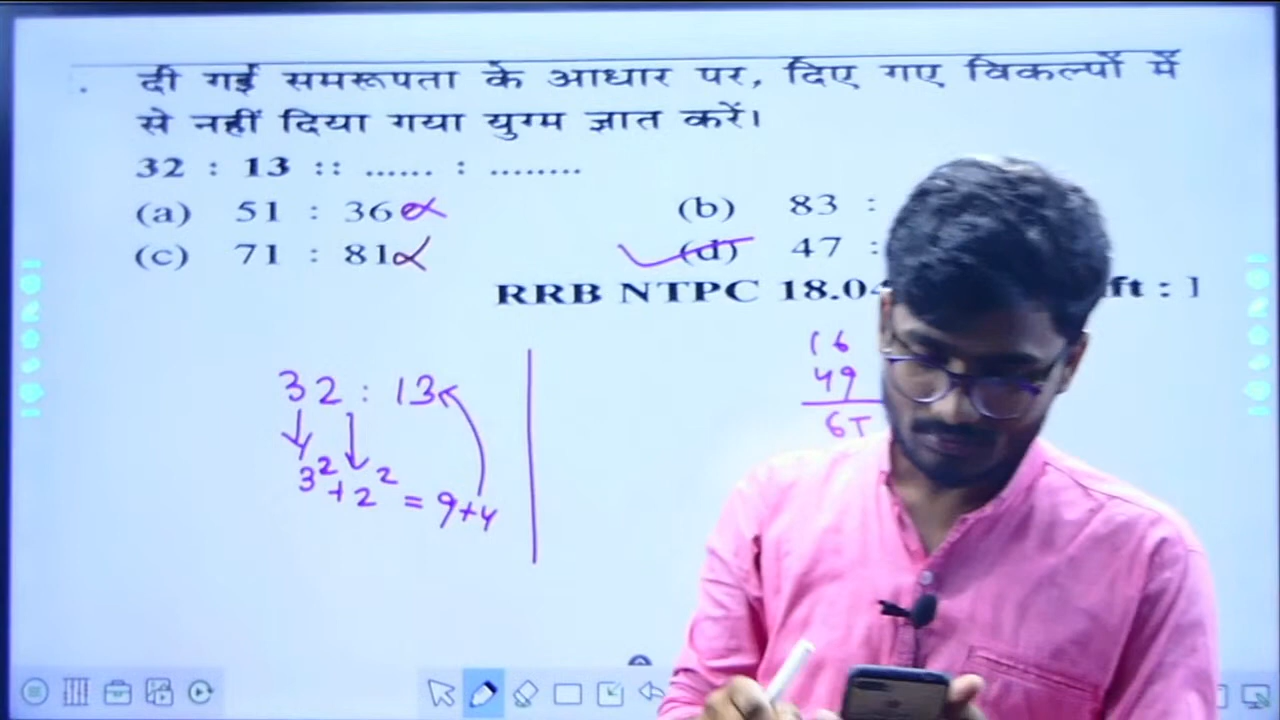 . दी गई समरूपता के आधार पर, दिए गए विकल्पों में
से नहीं दिया गया युग्म ज्ञात करें।
32 : 13 :: ...... : ........
(a) 51 : 36 (b) 83 :
(c) 71 : 81 (d) 47 :
RRB NTPC 18.04 ft : 1
32 : 13
3² + 2² = 9+4
16
49
65